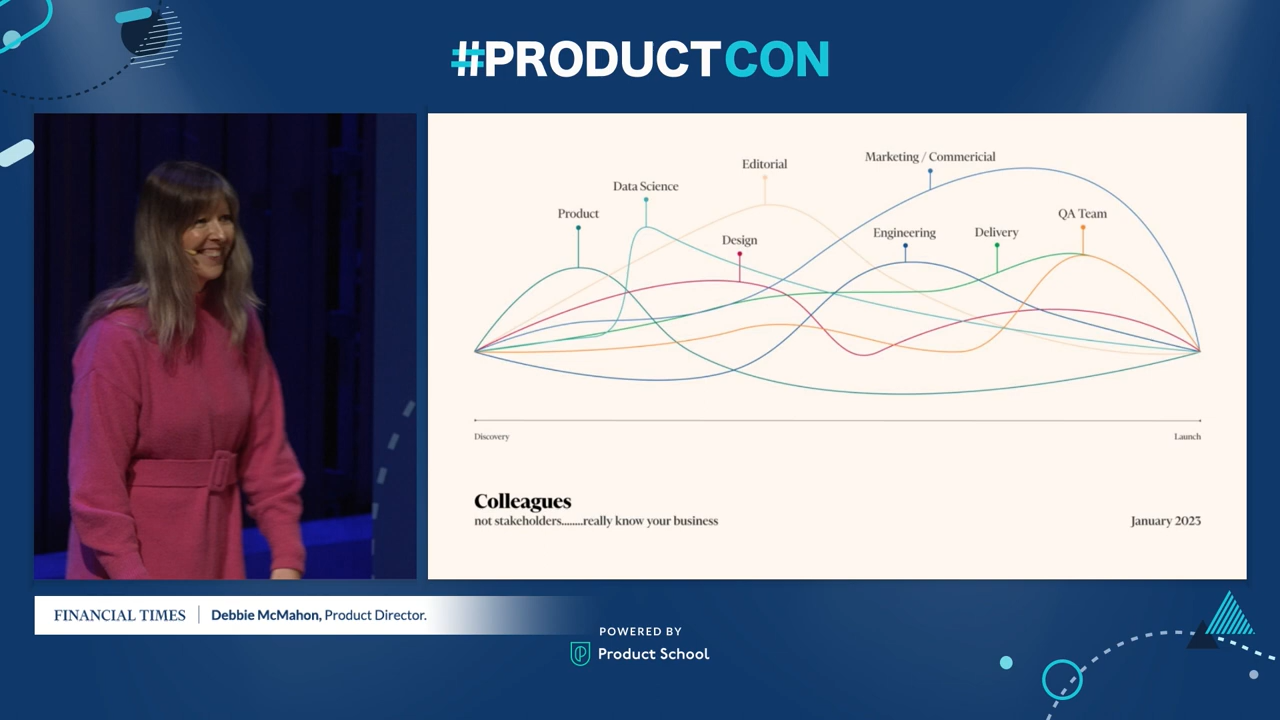 #PRODUCTCON
Marketing / Commericial
Editorial
Data Science
Product
QA Team
Design
Engineering
Delivery
Discovery
Launch
Colleagues
not stakeholders........really know your business
January 2023
FINANCIAL TIMES
Debbie McMahon, Product Director.
POWERED BY
Product School